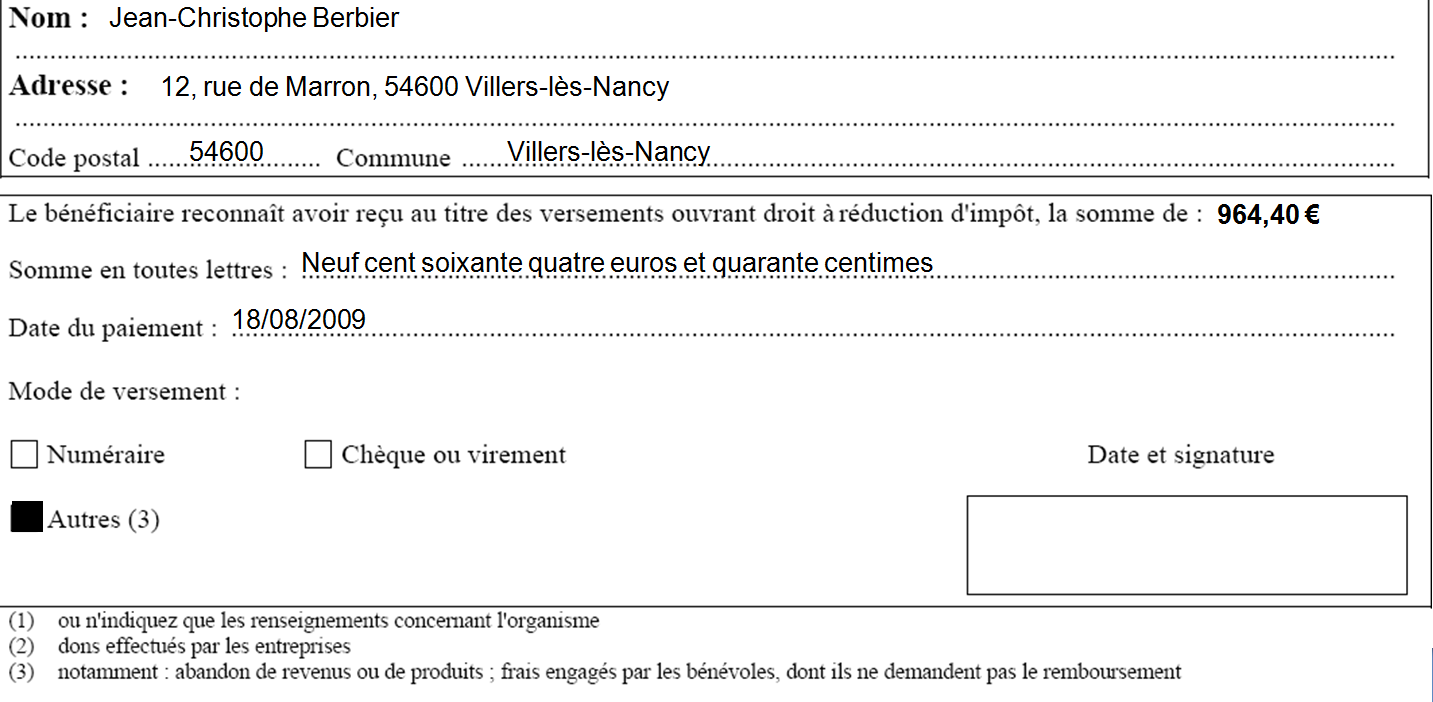 Nom : Jean-Christophe Berbier
Adresse : 12, rue de Marron, 54600 Villers-lès-Nancy
Code postal ......54600........ Commune ......Villers-lès-Nancy
Le bénéficiaire reconnaît avoir reçu au titre des versements ouvrant droit à réduction d'impôt, la somme de : 964,40 €
Somme en toutes lettres : Neuf cent soixante quatre euros et quarante centimes
Date du paiement : 18/08/2009
Mode de versement :
Numéraire Chèque ou virement Date et signature
Autres (3)
(1) ou n'indiquez que les renseignements concernant l'organisme
(2) dons effectués par les entreprises
(3) notamment : abandon de revenus ou de produits ; frais engagés par les bénévoles, dont ils ne demandent pas le remboursement